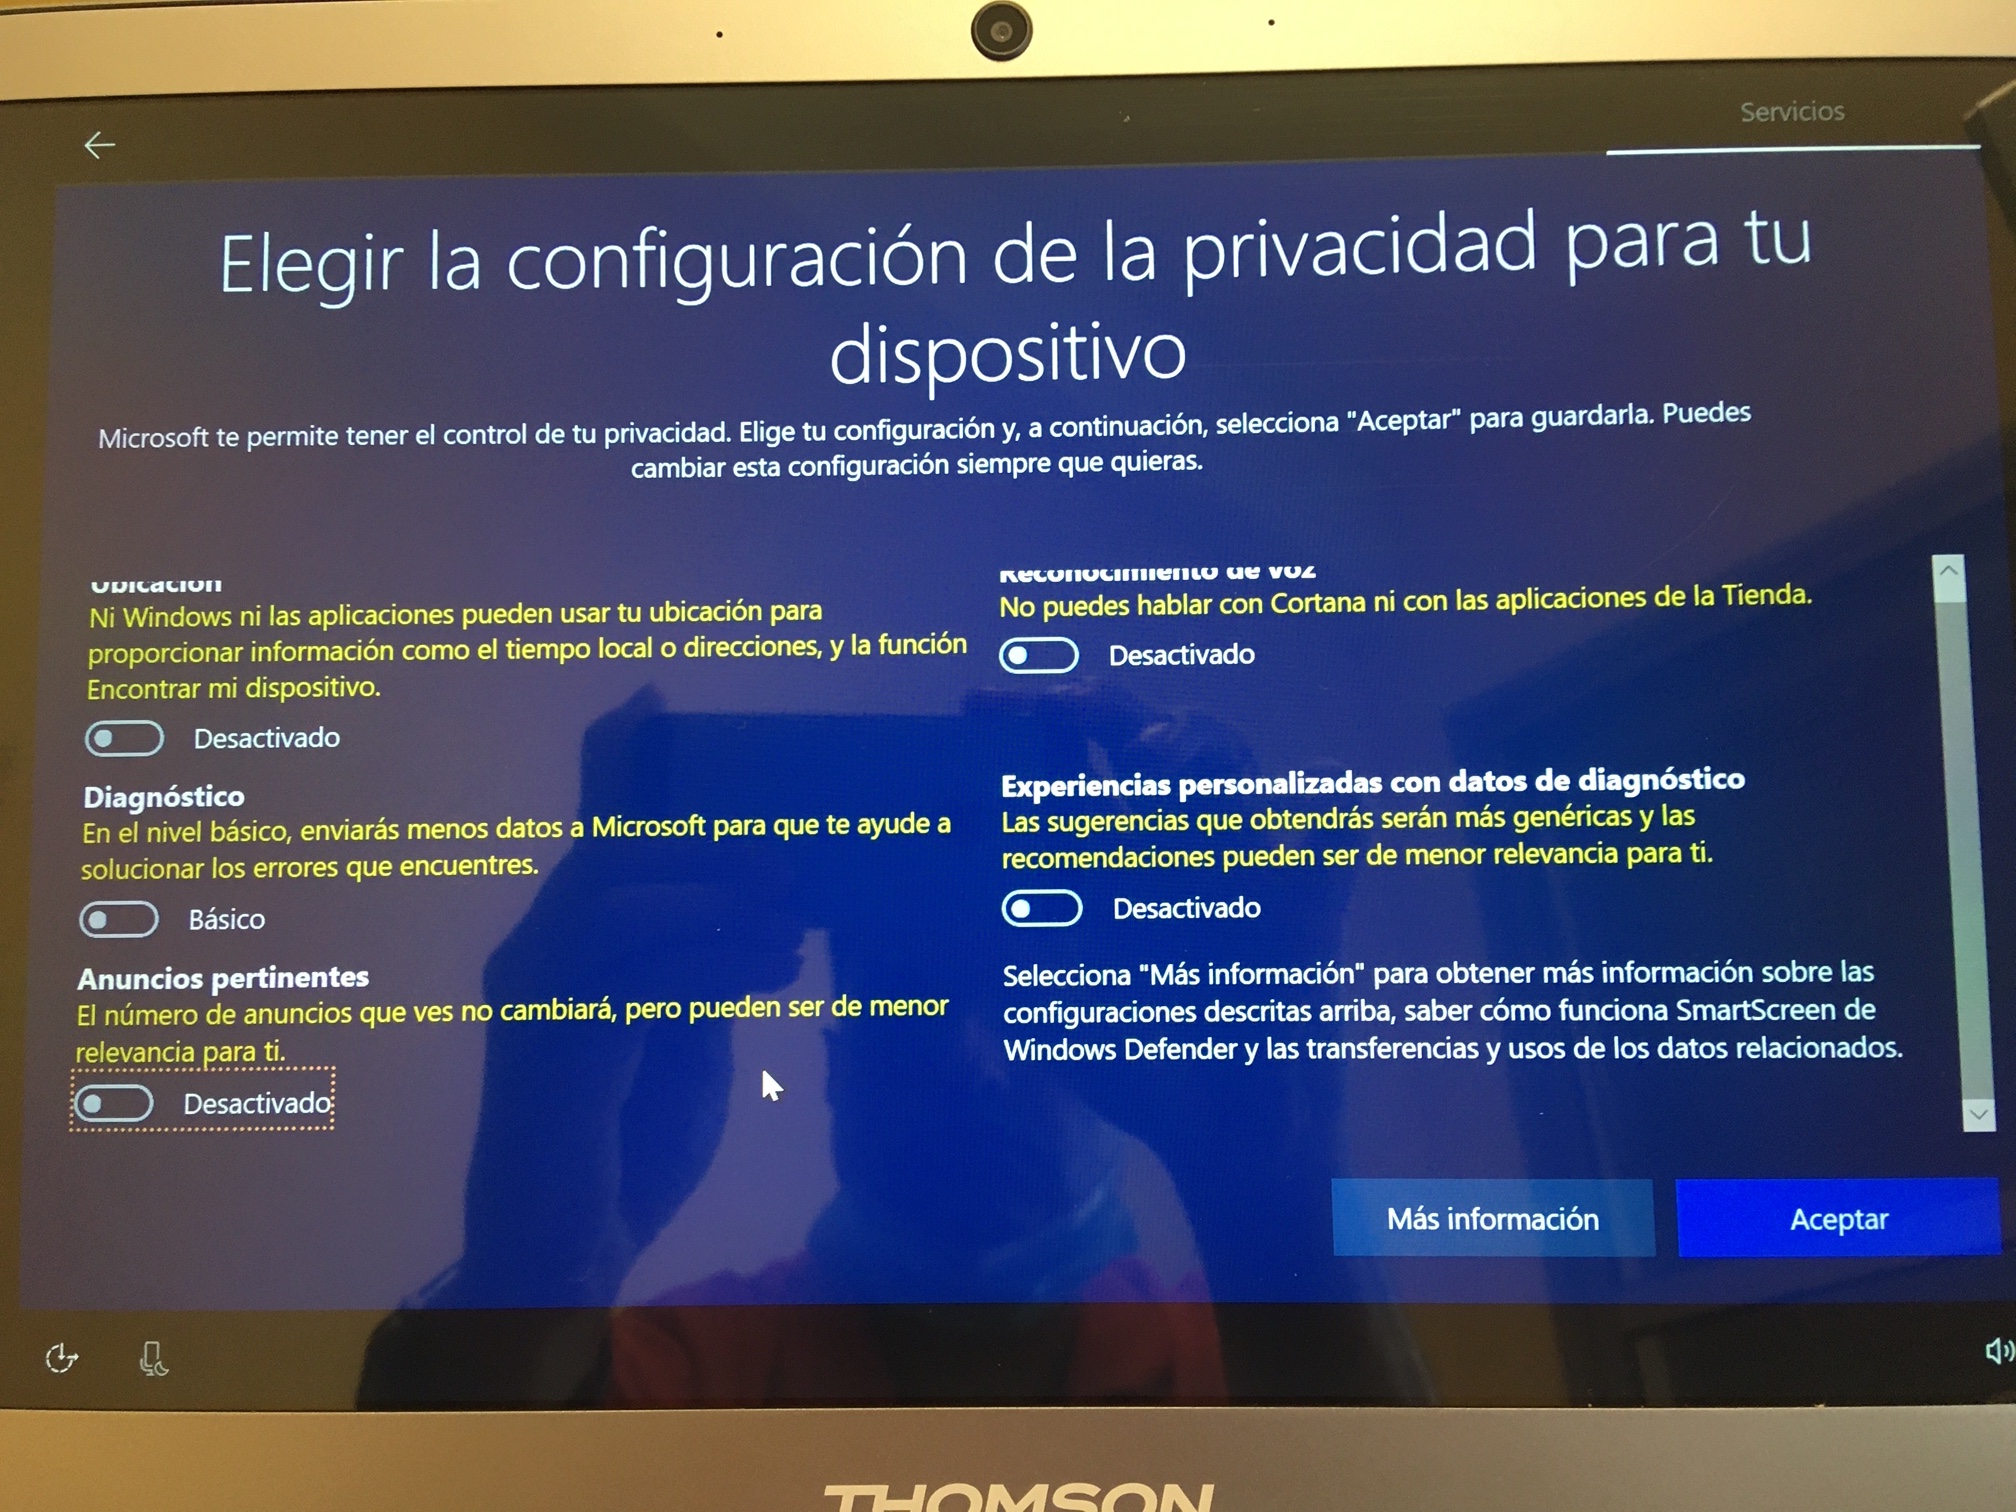 Servicios
Elegir la configuración de la privacidad para tu
dispositivo
Microsoft te permite tener el control de tu privacidad. Elige tu configuración y, a continuación, selecciona "Aceptar" para guardarla. Puedes
cambiar esta configuración siempre que quieras.
Ubicación
Ni Windows ni las aplicaciones pueden usar tu ubicación para
proporcionar información como el tiempo local o direcciones, y la función
Encontrar mi dispositivo.
Desactivado
Diagnóstico
En el nivel básico, enviarás menos datos a Microsoft para que te ayude a
solucionar los errores que encuentres.
Básico
Anuncios pertinentes
El número de anuncios que ves no cambiará, pero pueden ser de menor
relevancia para ti.
Desactivado
Reconocimiento de voz
No puedes hablar con Cortana ni con las aplicaciones de la Tienda.
Desactivado
Experiencias personalizadas con datos de diagnóstico
Las sugerencias que obtendrás serán más genéricas y las
recomendaciones pueden ser de menor relevancia para ti.
Desactivado
Selecciona "Más información" para obtener más información sobre las
configuraciones descritas arriba, saber cómo funciona SmartScreen de
Windows Defender y las transferencias y usos de los datos relacionados.
Más información
Aceptar
THOMSON